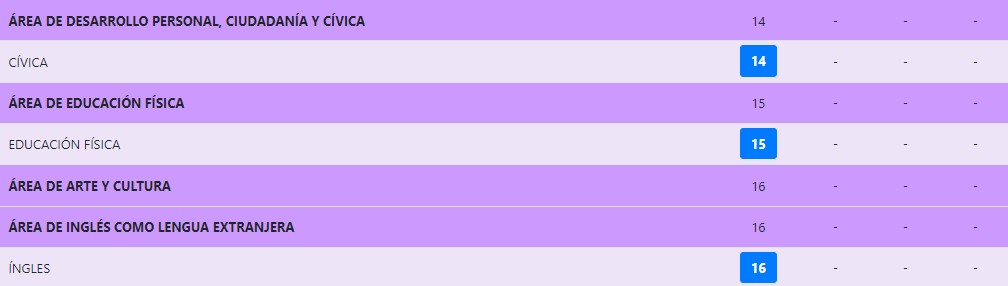 ÁREA DE DESARROLLO PERSONAL, CIUDADANÍA Y CÍVICA 14 - - -
CÍVICA 14 - - -
ÁREA DE EDUCACIÓN FÍSICA 15 - - -
EDUCACIÓN FÍSICA 15 - - -
ÁREA DE ARTE Y CULTURA 16 - - -
ÁREA DE INGLÉS COMO LENGUA EXTRANJERA 16 - - -
ÍNGLES 16 - - -